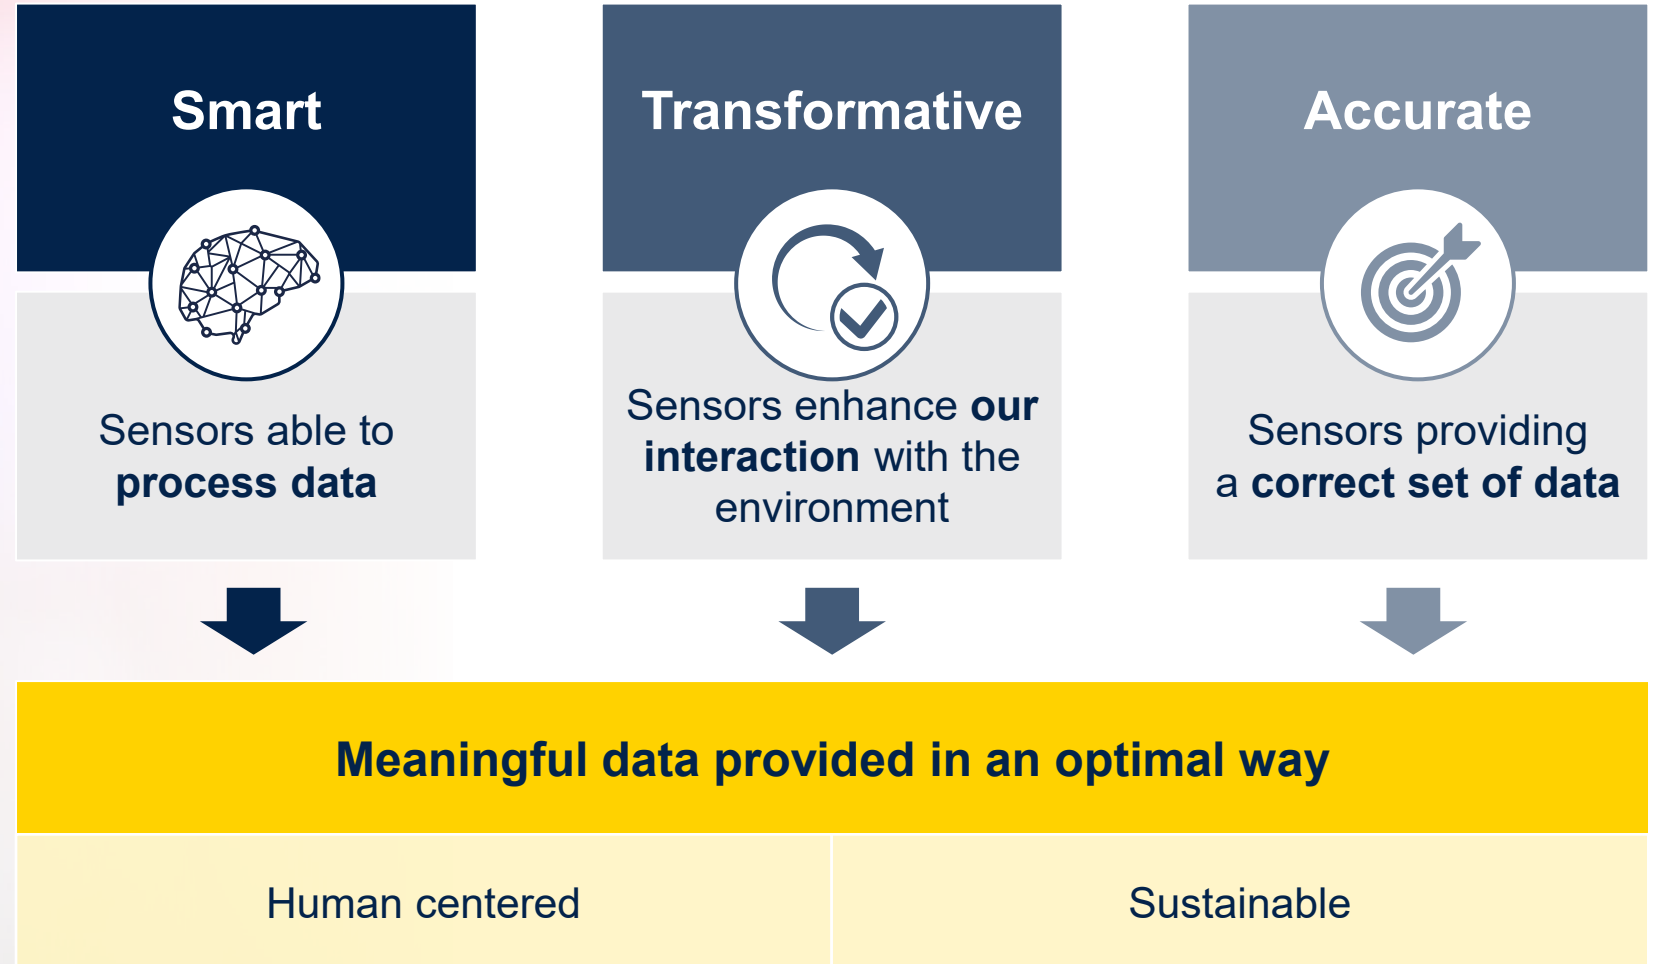 Smart
Sensors able to
process data
Transformative
Sensors enhance our
interaction with the
environment
Accurate
Sensors providing
a correct set of data
Meaningful data provided in an optimal way
Human centered
Sustainable